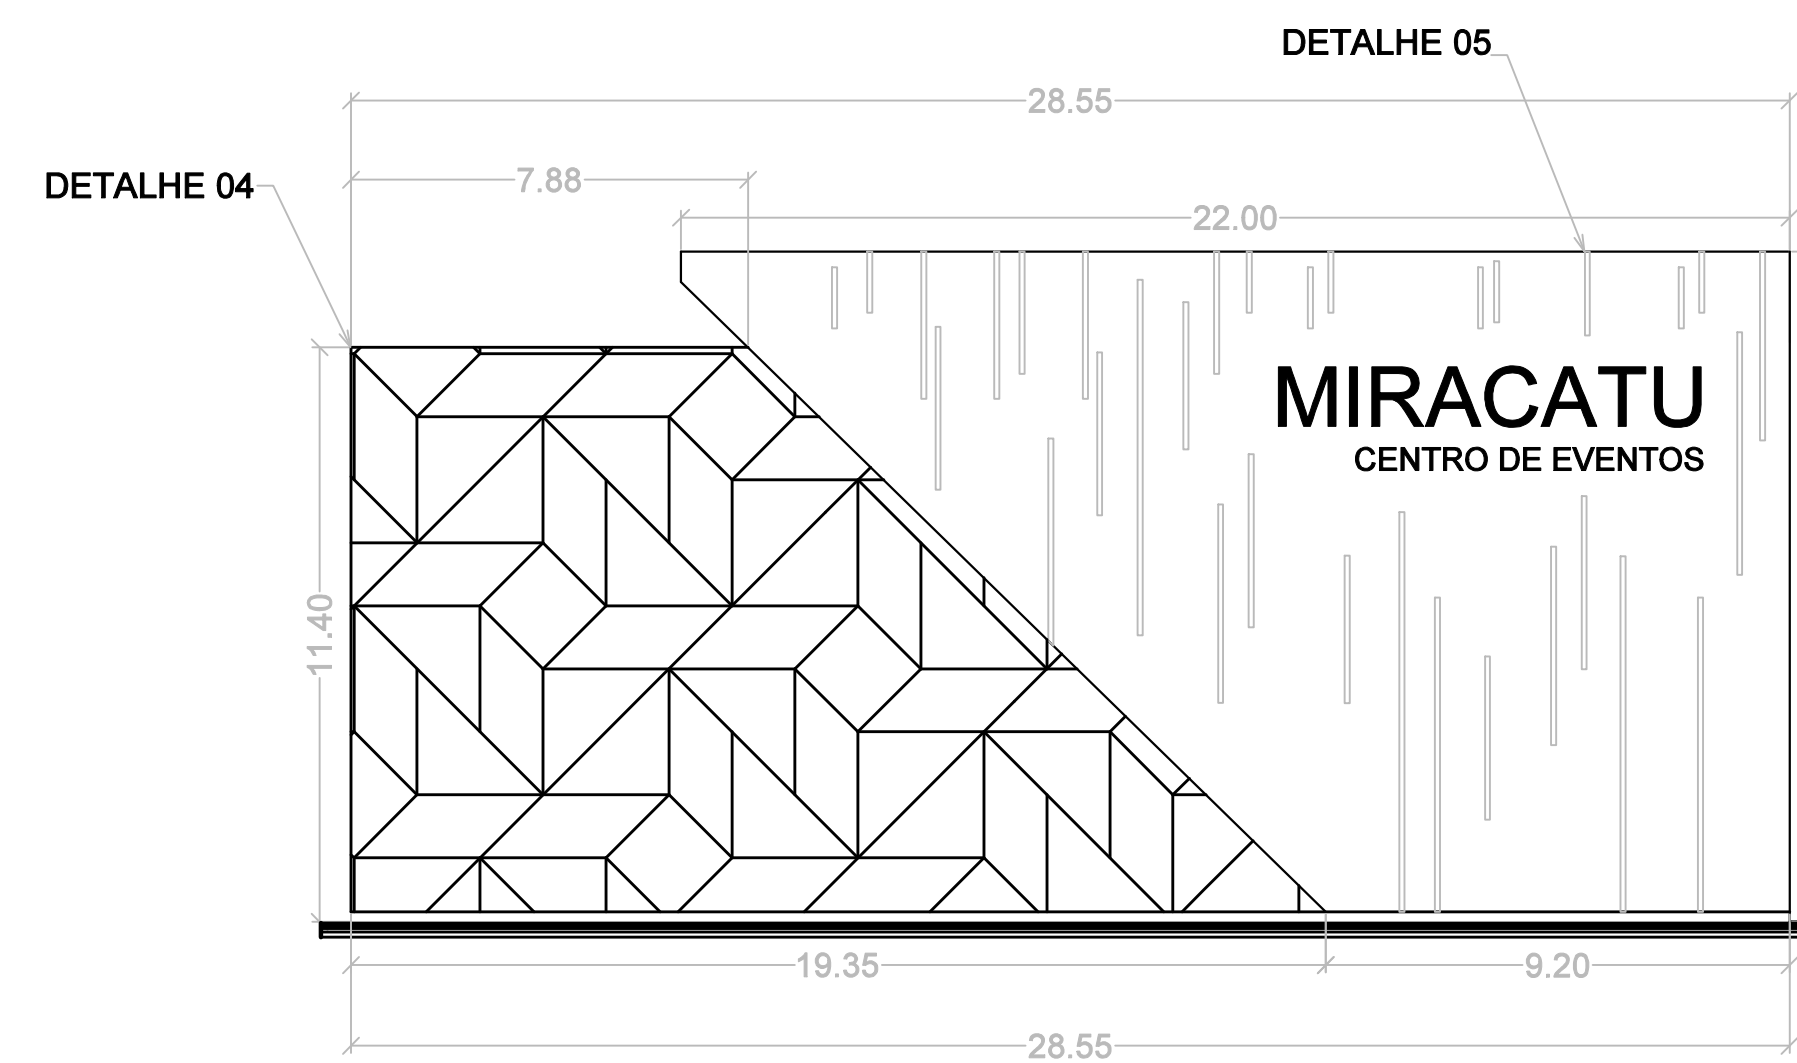 DETALHE 05
28.55
DETALHE 04
7.88
22.00
MIRACATU
CENTRO DE EVENTOS
11.40
19.35
9.20
28.55